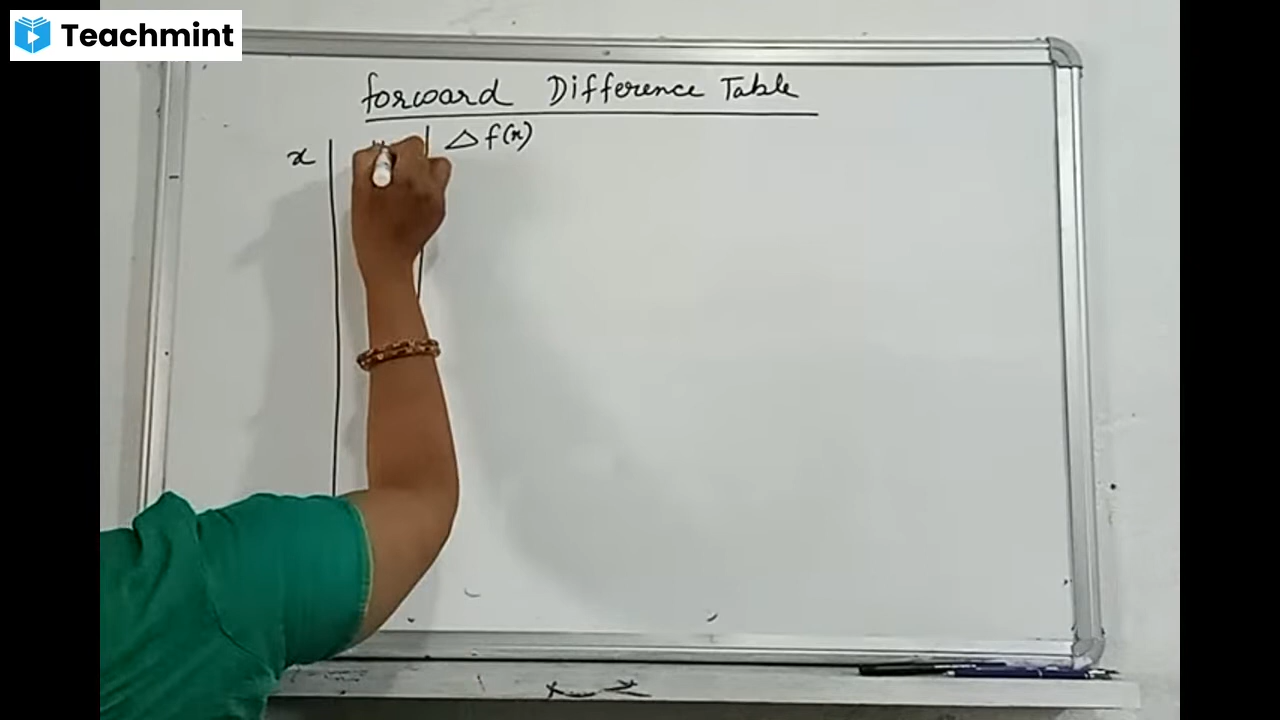 Teachmint
forward Difference Table
x Δ f(x)